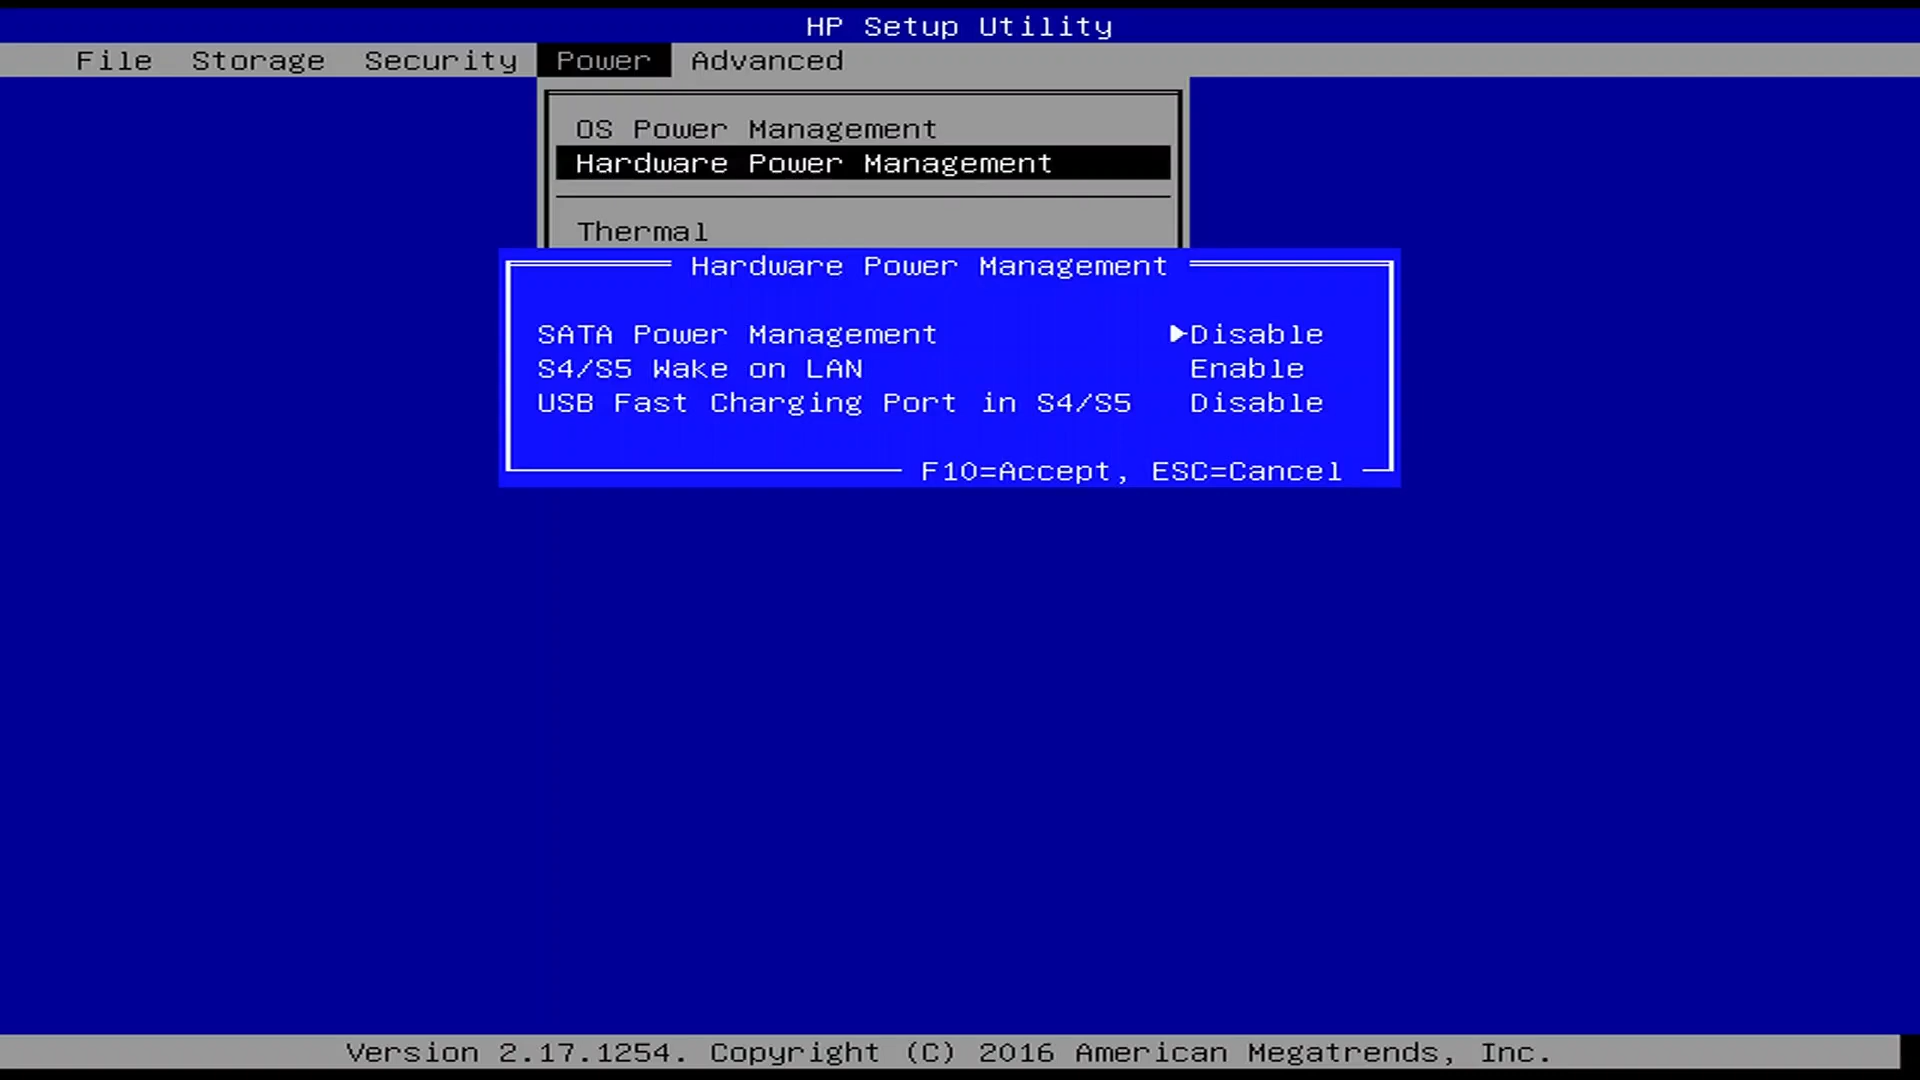 HP Setup Utility
File Storage Security Power Advanced
OS Power Management
Hardware Power Management
Thermal
Hardware Power Management
SATA Power Management ▶Disable
S4/S5 Wake on LAN Enable
USB Fast Charging Port in S4/S5 Disable
F10=Accept, ESC=Cancel
Version 2.17.1254. Copyright (C) 2016 American Megatrends, Inc.